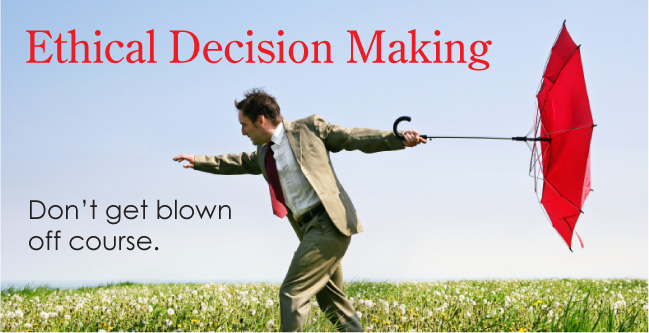 Ethical Decision Making
Don't get blown
off course.